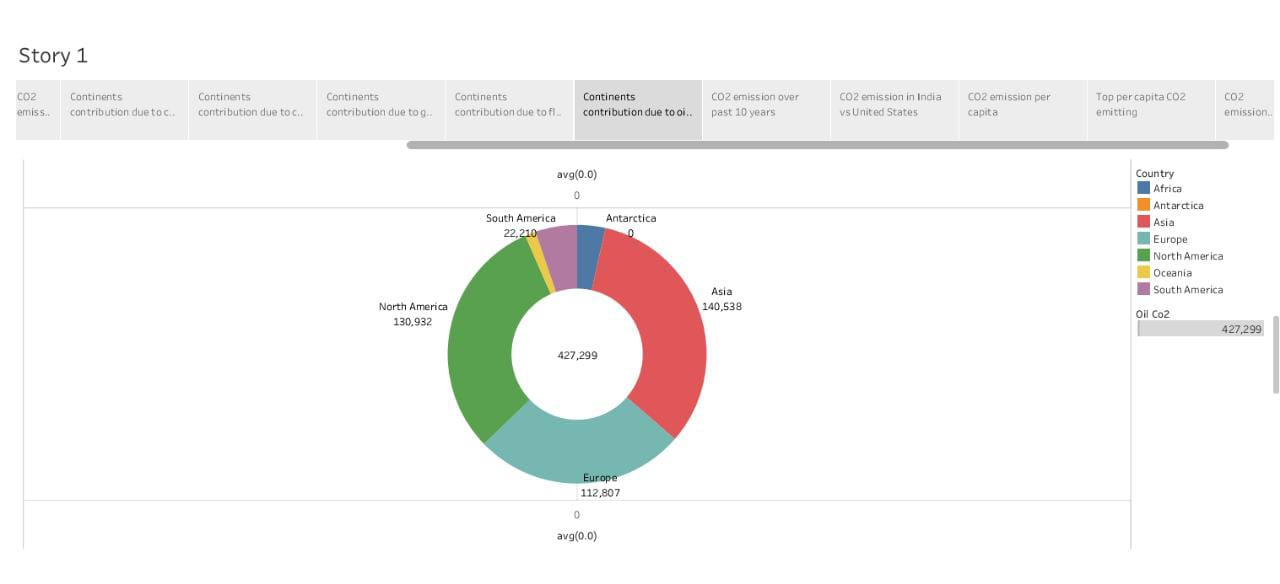 Story 1
CO2
emiss..
Continents
contribution due to c..
Continents
contribution due to c..
Continents
contribution due to g..
Continents
contribution due to fl..
Continents
contribution due to oi..
CO2 emission over
past 10 years
CO2 emission in India
vs United States
CO2 emission per
capita
Top per capita CO2
emitting
CO2
emission..
avg(0.0)
0
South America
22,210
Antarctica
0
Asia
140,538
North America
130,932
427,299
Europe
112,807
0
avg(0.0)
Country
Africa
Antarctica
Asia
Europe
North America
Oceania
South America
Oil Co2
427,299